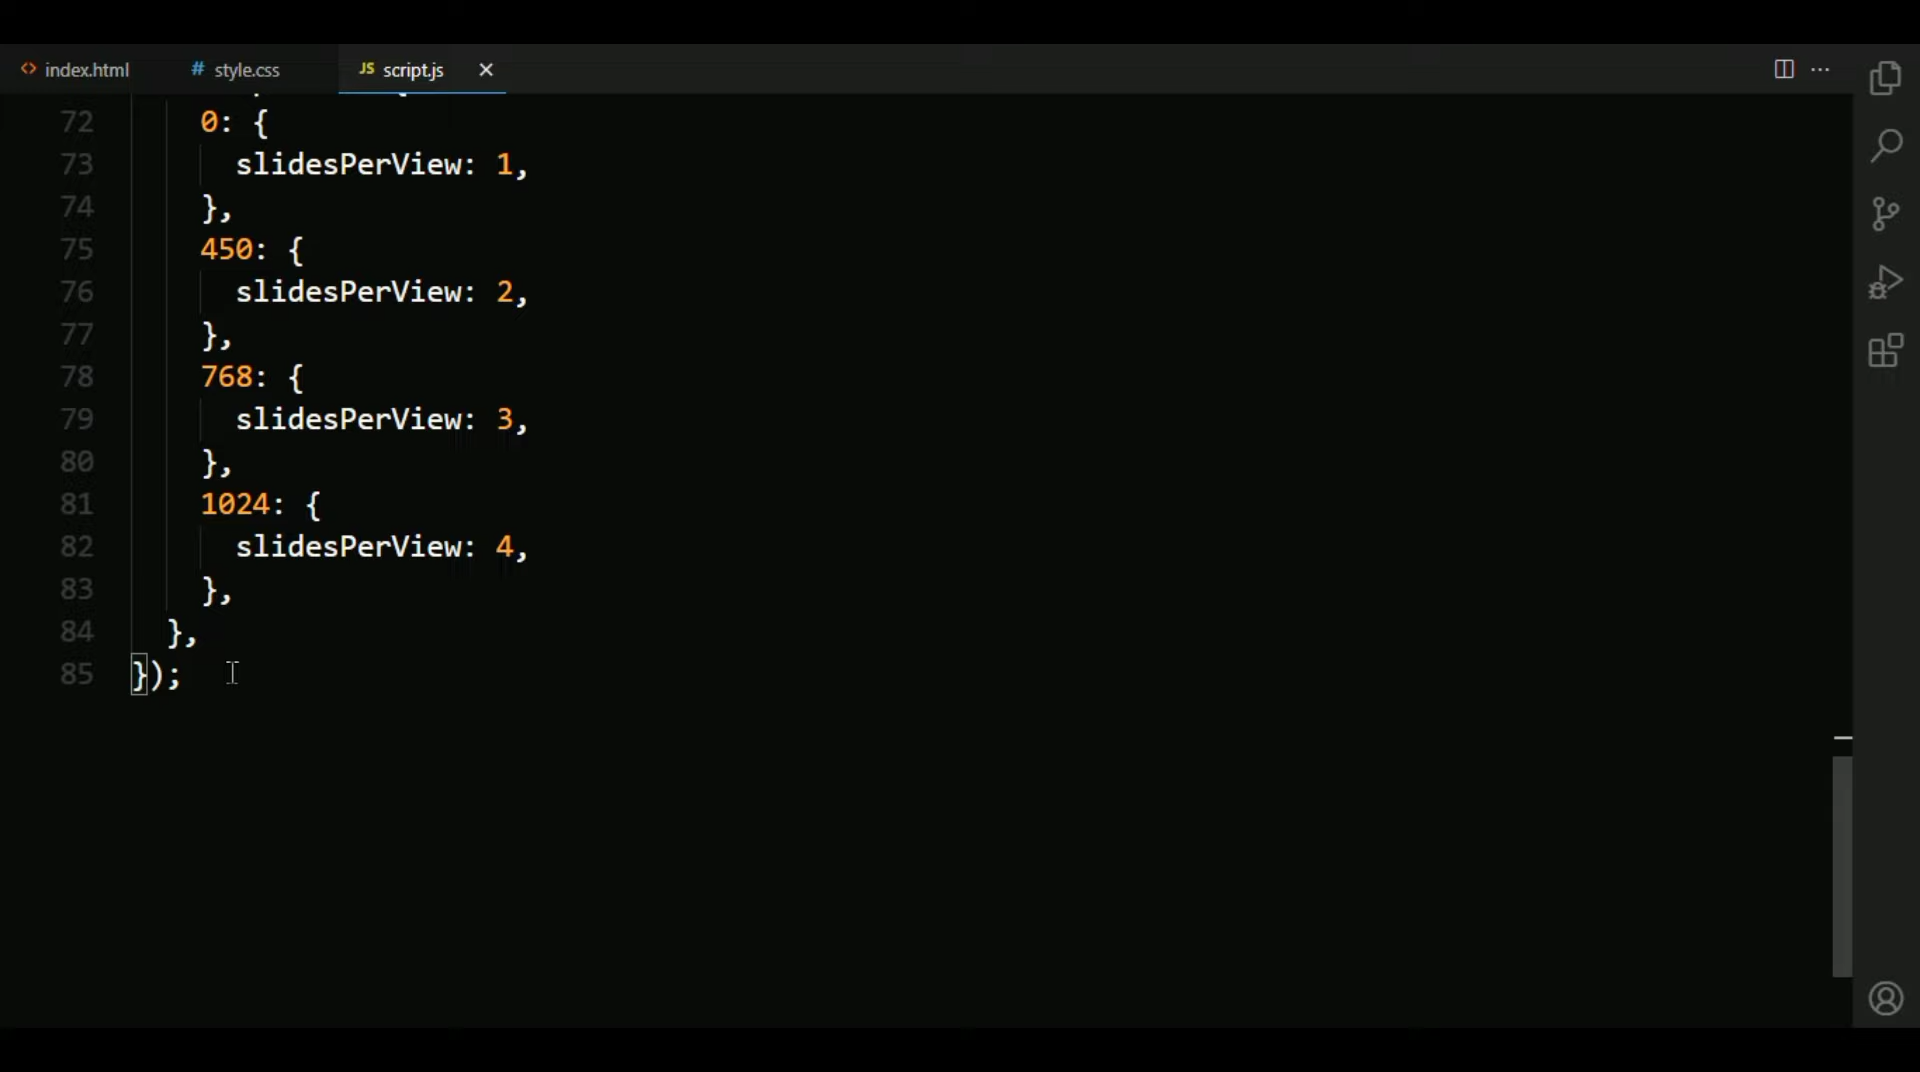 index.html
style.css
JS script.js
72 0: {
73 slidesPerView: 1,
74 },
75 450: {
76 slidesPerView: 2,
77 },
78 768: {
79 slidesPerView: 3,
80 },
81 1024: {
82 slidesPerView: 4,
83 },
84 },
85 });